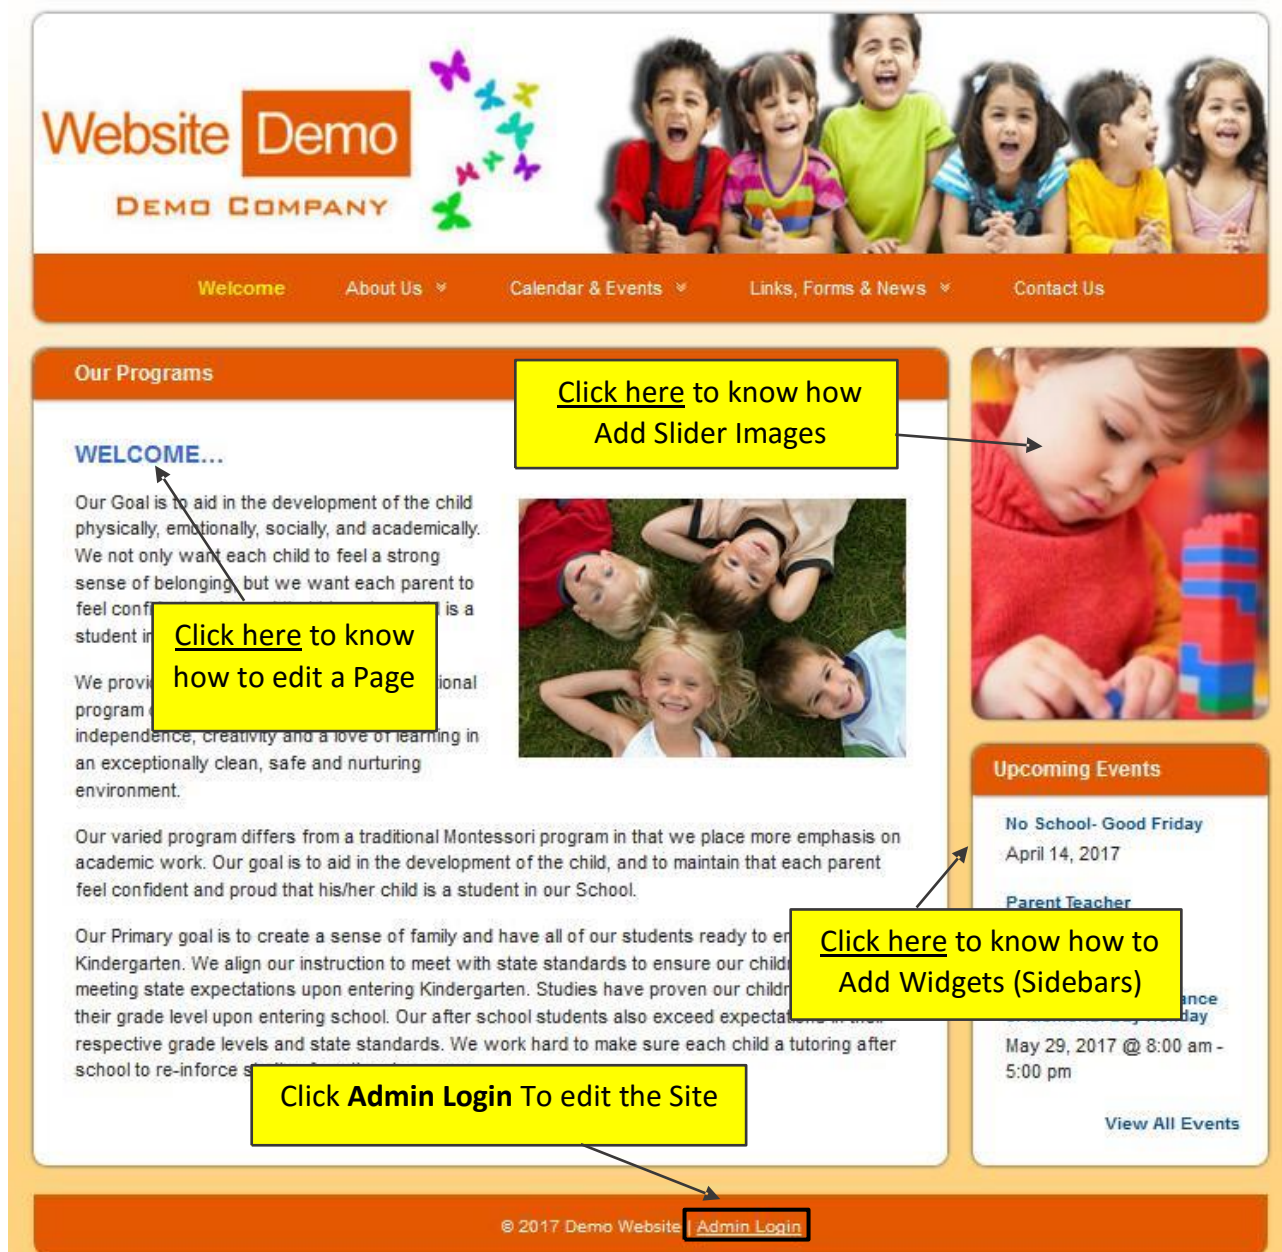 Website Demo
DEMO COMPANY
Welcome
About Us
Calendar & Events
Links, Forms & News
Contact Us
Our Programs
Click here to know how
Add Slider Images
WELCOME...
Our Goal is to aid in the development of the child
physically, emotionally, socially, and academically.
We not only want each child to feel a strong
sense of belonging, but we want each parent to
feel is a
student
Click here to know
how to edit a Page
We
program
independence, creativity and a love of learning in
an exceptionally clean, safe and nurturing
environment.
Our varied program differs from a traditional Montessori program in that we place more emphasis on
academic work. Our goal is to aid in the development of the child, and to maintain that each parent
feel confident and proud that his/her child is a student in our School.
Our Primary goal is to create a sense of family and have all of our students ready to
Kindergarten. We align our instruction to meet with state standards to ensure our
meeting state expectations upon entering Kindergarten. Studies have proven our
their grade level upon entering school. Our after school students also exceed
respective grade levels and state standards. We work hard to make sure each child a tutoring after
school to re-inforce
Click Admin Login To edit the Site
Upcoming Events
No School- Good Friday
April 14, 2017
Parent Teacher
Click here to know how to
Add Widgets (Sidebars)
May 29, 2017 @ 8:00 am -
5:00 pm
View All Events
© 2017 Demo Website | Admin Login